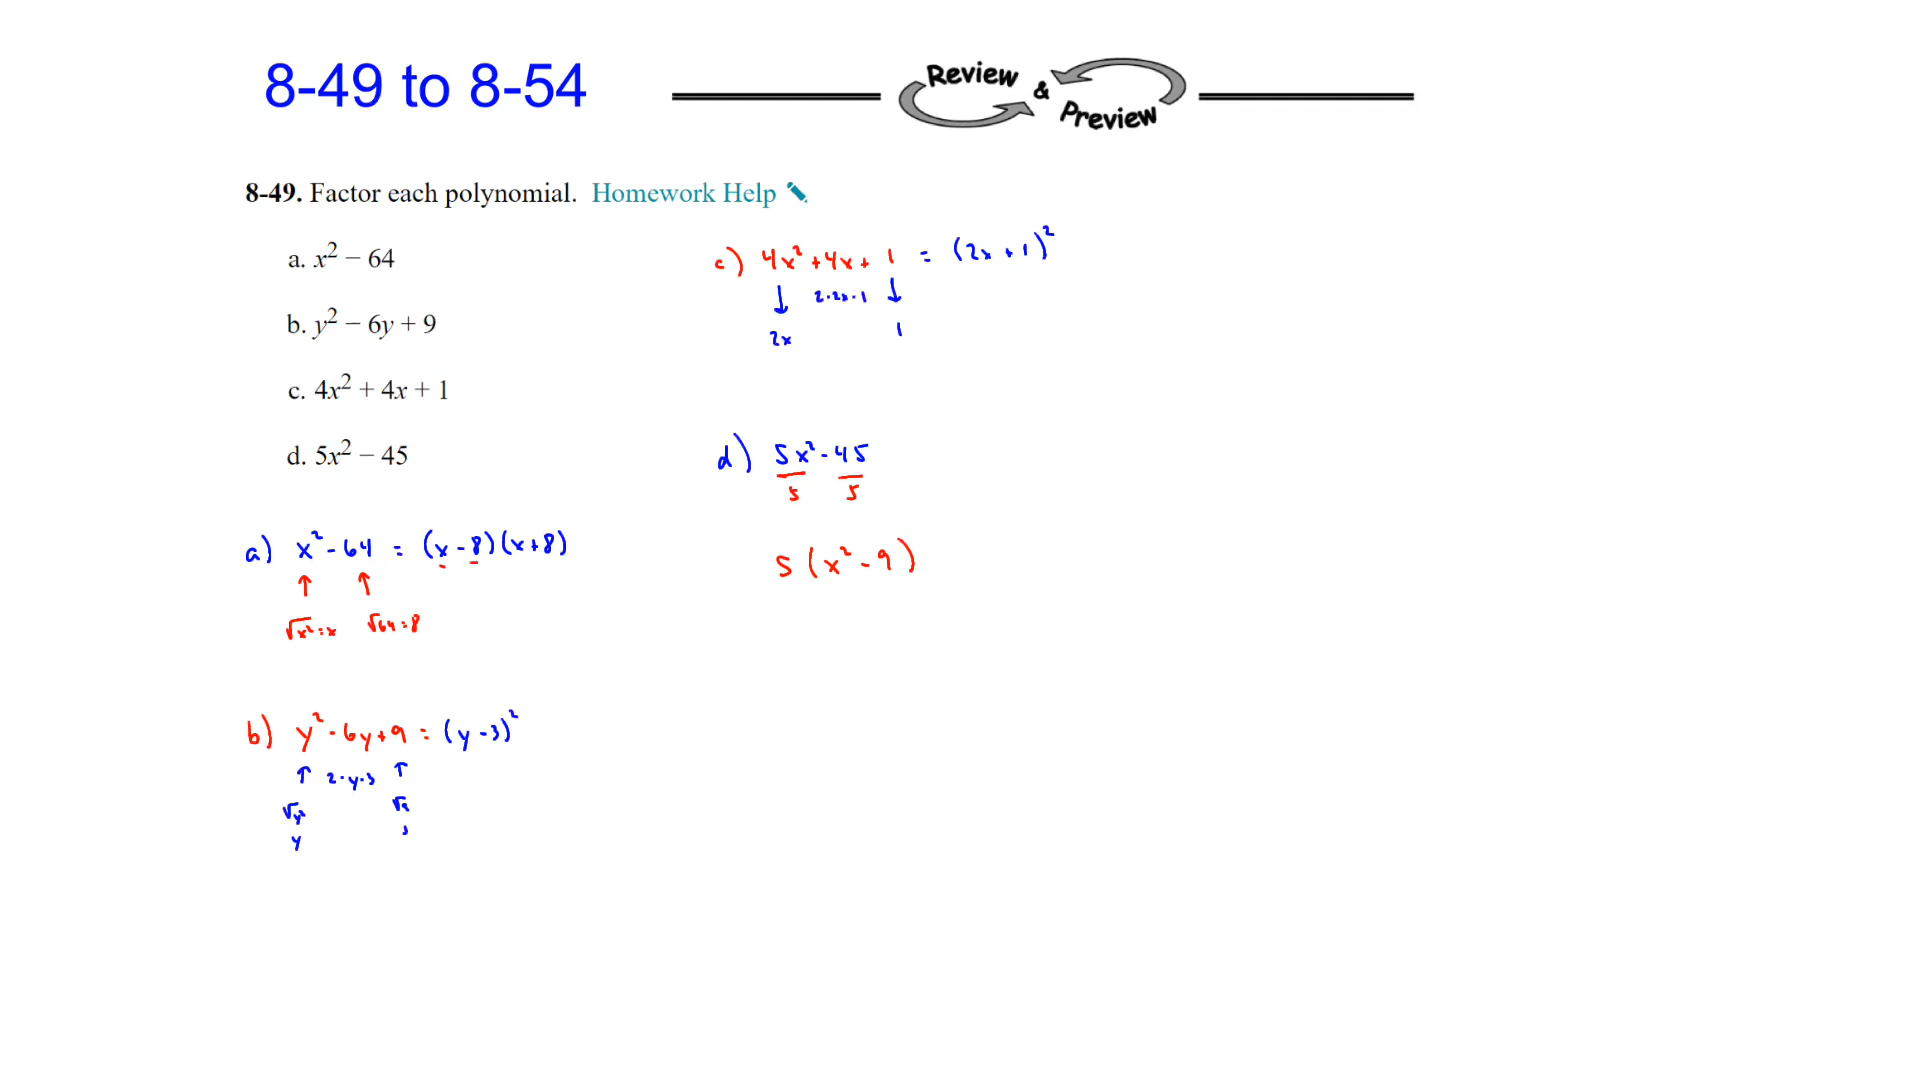 8-49 to 8-54
Review & Preview
8-49. Factor each polynomial. Homework Help
a. x² − 64
b. y² − 6y + 9
c. 4x² + 4x + 1
d. 5x² − 45
a) x² - 64 = (x - 8)(x + 8)
√x² = x √64 = 8
b) y² - 6y + 9 = (y - 3)²
2·y·3
√y² √9
y 3
c) 4x² + 4x + 1 = (2x + 1)²
2·2x·1
2x 1
d) 5x² - 45
5 5
5(x² - 9)